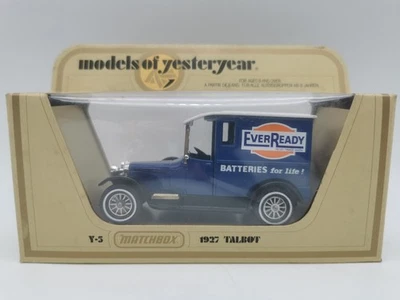 models of yesteryear.
EVERREADY
BATTERIES for life!
Y-5 MATCHBOX 1927 TALBOT